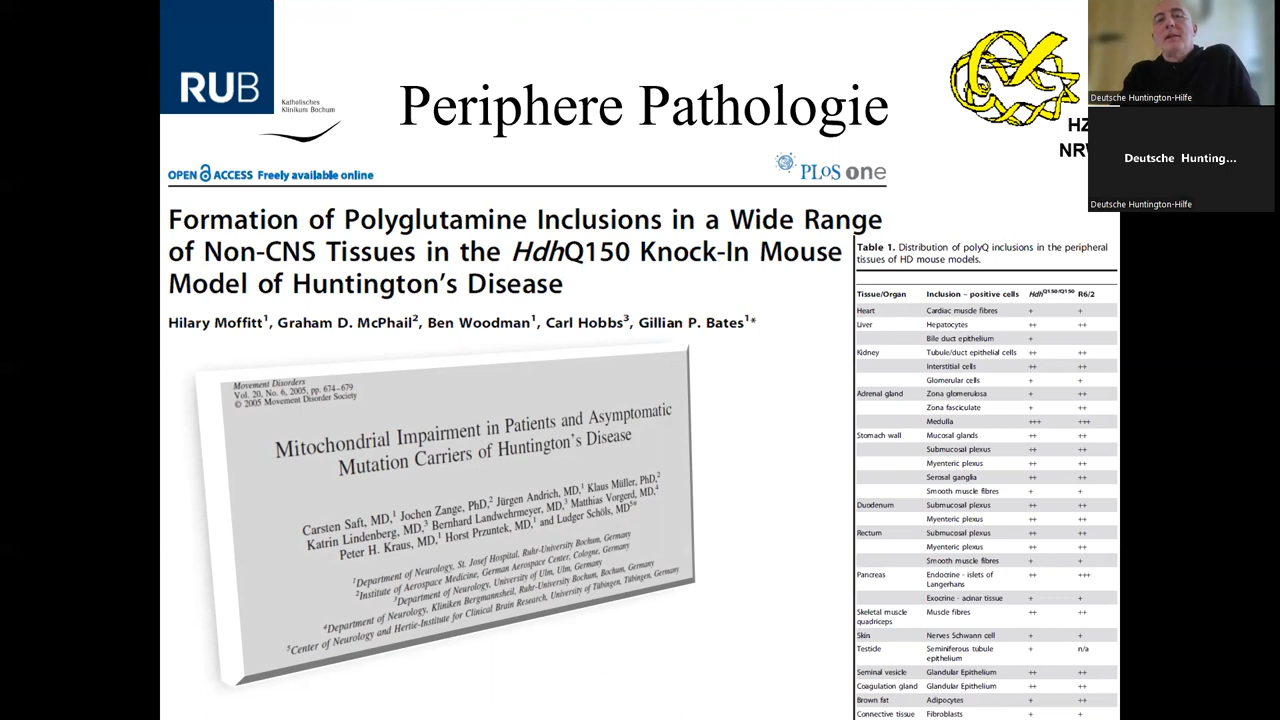 RUB
Katholisches
Klinikum Bochum
Periphere Pathologie
HZ
NR
Deutsche Huntington-Hilfe
Deutsche Hunting...
Deutsche Huntington-Hilfe
OPEN ACCESS Freely available online
PLoS one
Formation of Polyglutamine Inclusions in a Wide Range
of Non-CNS Tissues in the HdhQ150 Knock-In Mouse
Model of Huntington's Disease
Hilary Moffitt1, Graham D. McPhail2, Ben Woodman1, Carl Hobbs3, Gillian P. Bates1*
Movement Disorders
Vol. 20, No. 6, 2005, pp. 674–679
© 2005 Movement Disorder Society
Mitochondrial Impairment in Patients and Asymptomatic
Mutation Carriers of Huntington's Disease
Carsten Saft, MD,1 Jochen Zange, PhD,2 Jürgen Andrich, MD,1 Klaus Müller, PhD,2
Katrin Lindenberg, MD,3 Bernhard Landwehrmeyer, MD,3 Matthias Vorgerd, MD,4
Peter H. Kraus, MD,1 Horst Przuntek, MD,1 and Ludger Schöls, MD5*
1Department of Neurology, St. Josef Hospital, Ruhr-University Bochum, Germany
2Institute of Aerospace Medicine, German Aerospace Center, Cologne, Germany
3Department of Neurology, University of Ulm, Ulm, Germany
4Department of Neurology, Kliniken Bergmannsheil, Ruhr-University Bochum, Bochum, Germany
5Center of Neurology and Hertie-Institute for Clinical Brain Research, University of Tübingen, Tübingen, Germany
Table 1. Distribution of polyQ inclusions in the peripheral
tissues of HD mouse models.
Tissue/Organ Inclusion – positive cells HdhQ150/Q150 R6/2
Heart Cardiac muscle fibres + +
Liver Hepatocytes ++ ++
Bile duct epithelium +
Kidney Tubule/duct epithelial cells ++ ++
Interstitial cells ++ ++
Glomerular cells + +
Adrenal gland Zona glomerulosa + ++
Zona fasciculate + ++
Medulla +++ +++
Stomach wall Mucosal glands ++ ++
Submucosal plexus ++ ++
Myenteric plexus ++ ++
Serosal ganglia ++ ++
Smooth muscle fibres + +
Duodenum Submucosal plexus ++ ++
Myenteric plexus ++ ++
Rectum Submucosal plexus ++ ++
Myenteric plexus ++ ++
Smooth muscle fibres + +
Pancreas Endocrine - islets of ++ +++
Langerhans
Exocrine - acinar tissue + +
Skeletal muscle Muscle fibres ++ ++
quadriceps
Skin Nerves Schwann cell + +
Testicle Seminiferous tubule + n/a
epithelium
Seminal vesicle Glandular Epithelium ++ ++
Coagulation gland Glandular Epithelium ++ ++
Brown fat Adipocytes + ++
Connective tissue Fibroblasts + +